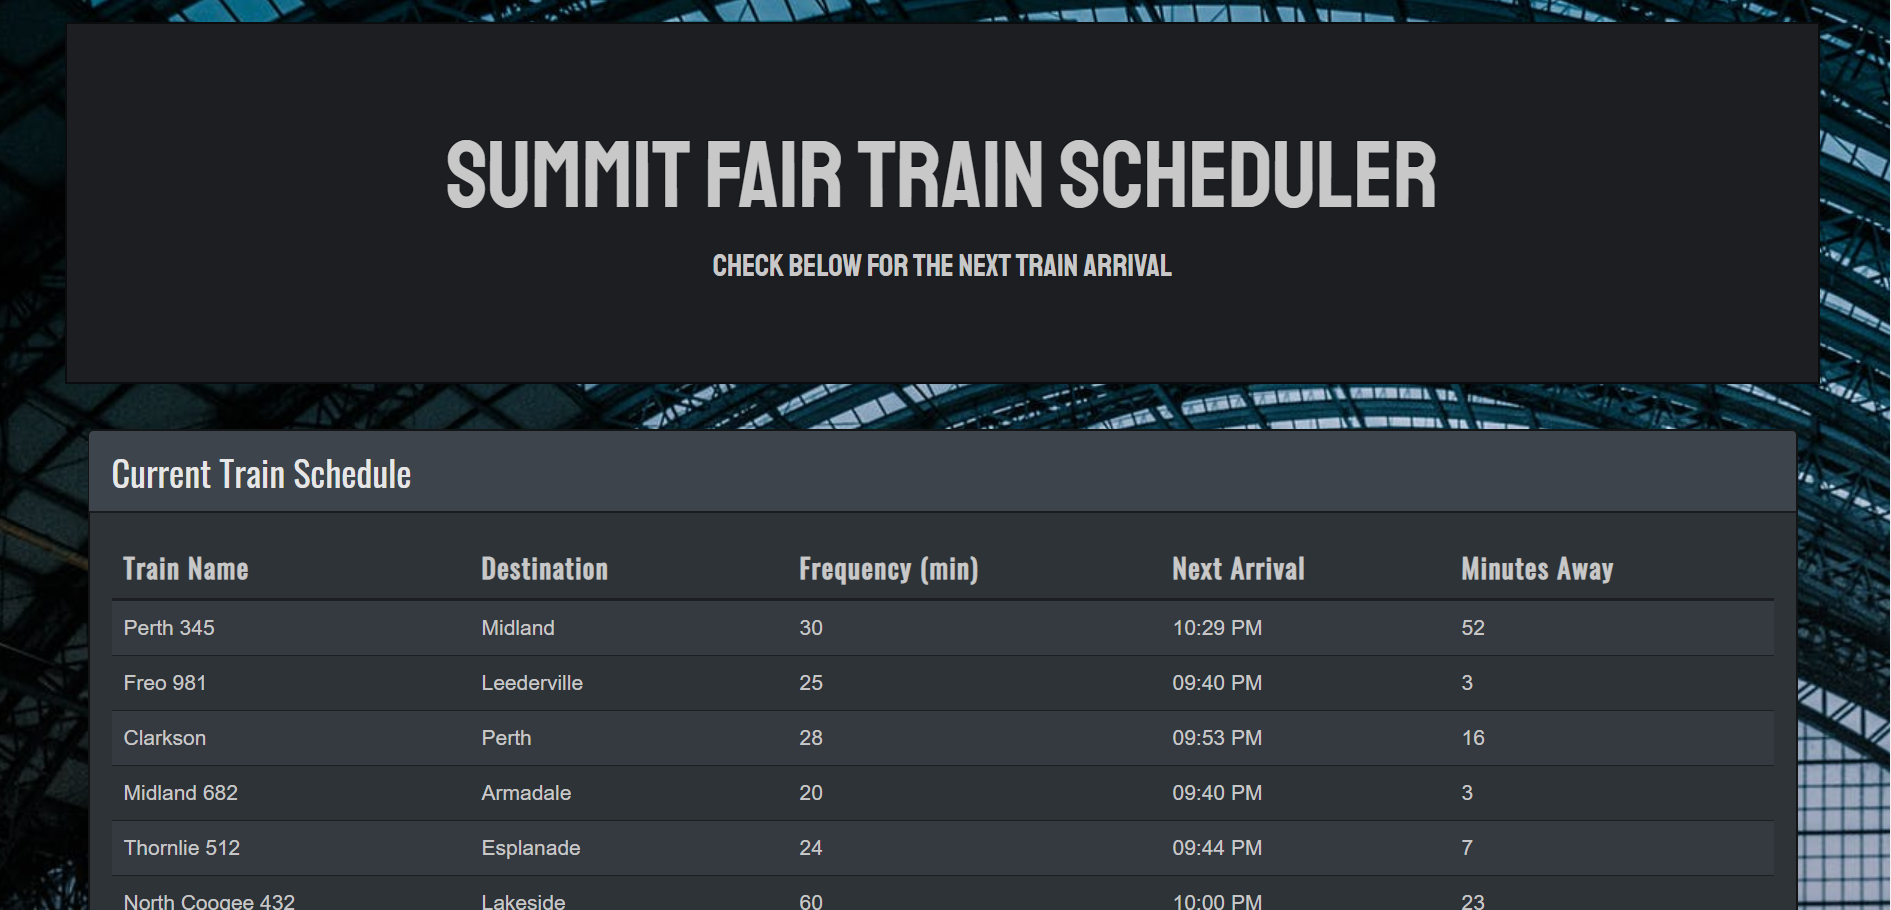 SUMMIT FAIR TRAIN SCHEDULER
CHECK BELOW FOR THE NEXT TRAIN ARRIVAL
Current Train Schedule
Train Name Destination Frequency (min) Next Arrival Minutes Away
Perth 345 Midland 30 10:29 PM 52
Freo 981 Leederville 25 09:40 PM 3
Clarkson Perth 28 09:53 PM 16
Midland 682 Armadale 20 09:40 PM 3
Thornlie 512 Esplanade 24 09:44 PM 7
North Coogee 432 Lakeside 60 10:00 PM 23